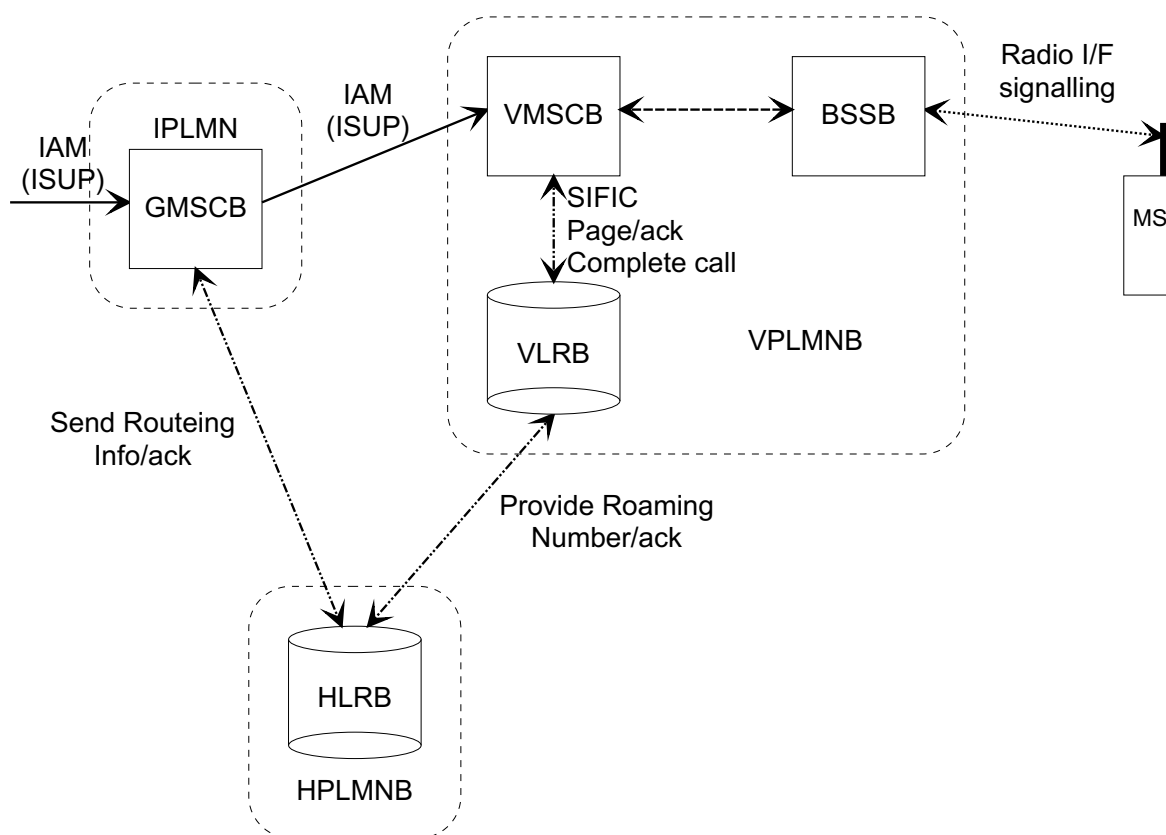 Radio I/F
signalling
IAM
(ISUP)
VMSCB
BSSB
IPLMN
IAM
(ISUP)
GMSCB
SIFIC
Page/ack
Complete call
MS
VLRB
VPLMNB
Send Routeing
Info/ack
Provide Roaming
Number/ack
HLRB
HPLMNB